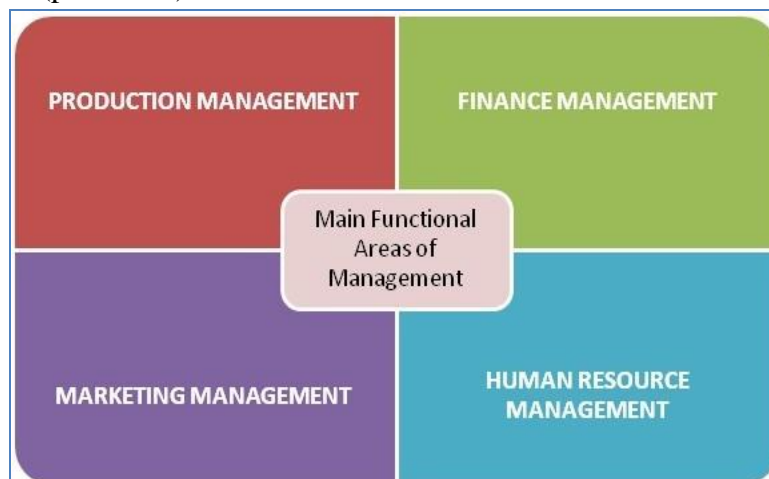 PRODUCTION MANAGEMENT
FINANCE MANAGEMENT
Main Functional
Areas of
Management
MARKETING MANAGEMENT
HUMAN RESOURCE
MANAGEMENT